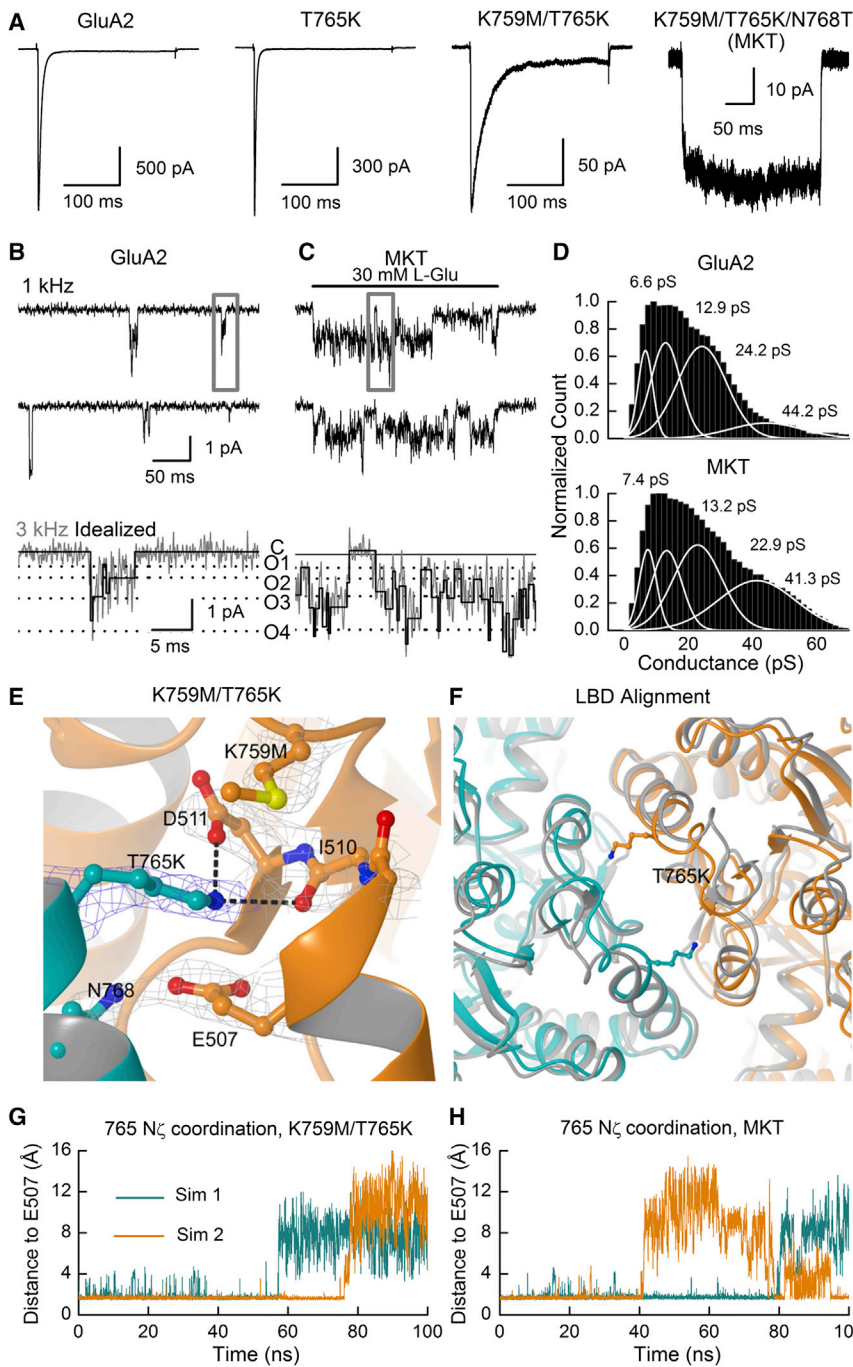 A
GluA2
T765K
K759M/T765K
K759M/T765K/N768T
(MKT)
500 pA
100 ms
300 pA
100 ms
50 pA
100 ms
10 pA
50 ms
B
GluA2
1 kHz
1 pA
50 ms
3 kHz Idealized
1 pA
5 ms
C
MKT
30 mM L-Glu
C
O1
O2
O3
O4
D
GluA2
6.6 pS
12.9 pS
24.2 pS
44.2 pS
1.0
0.8
0.6
0.4
0.2
0.0
MKT
7.4 pS
13.2 pS
22.9 pS
41.3 pS
1.0
0.8
0.6
0.4
0.2
0.0
Normalized Count
0 20 40 60
Conductance (pS)
E
K759M/T765K
K759M
D511
I510
T765K
N768
E507
F
LBD Alignment
T765K
G
765 Nζ coordination, K759M/T765K
Distance to E507 (Å)
16
12
8
4
0
Sim 1
Sim 2
0 20 40 60 80 100
Time (ns)
H
765 Nζ coordination, MKT
Distance to E507 (Å)
16
12
8
4
0
0 20 40 60 80 10
Time (ns)